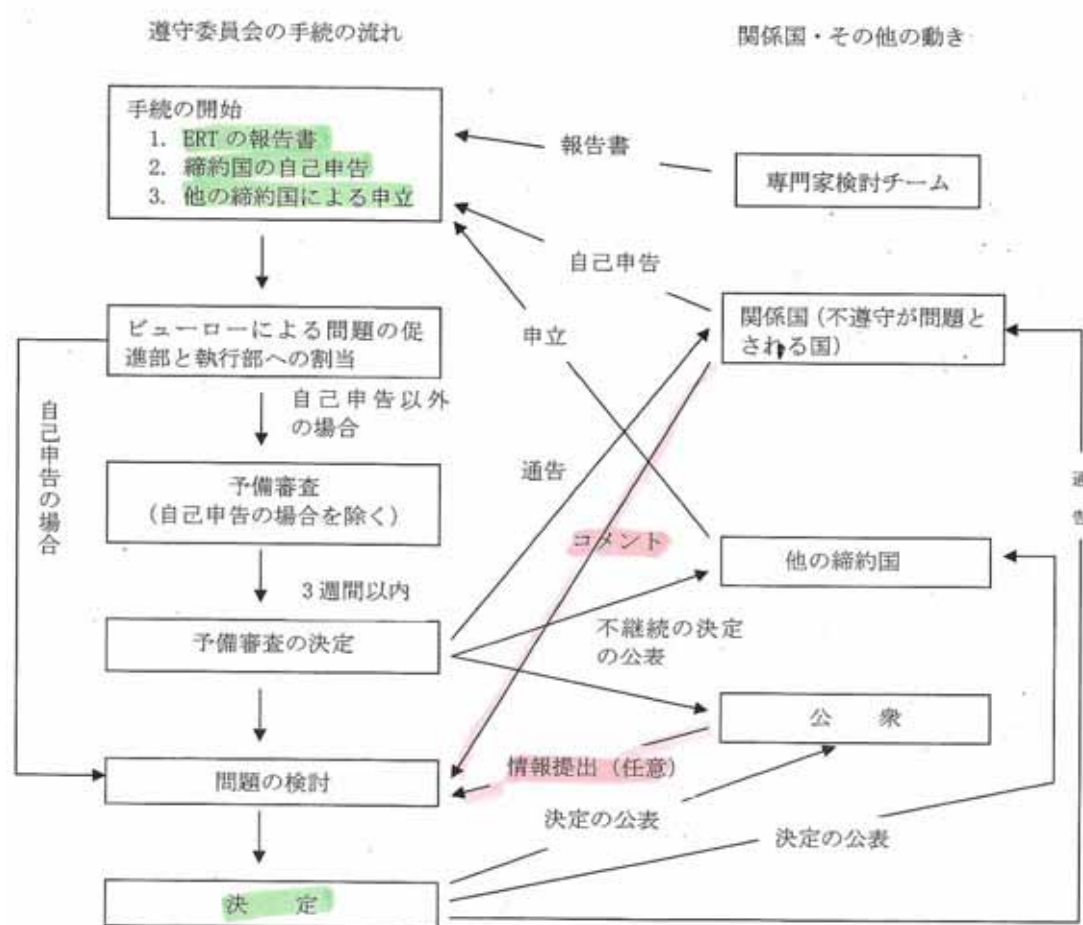 遵守委員会の手続の流れ
関係国・その他の動き
手続の開始
1. ERTの報告書
2. 締約国の自己申告
3. 他の締約国による申立
報告書
専門家検討チーム
自己申告
申立
関係国(不遵守が問題と
される国)
ビューローによる問題の促
進部と執行部への割当
自己申告以外
の場合
自己申告の場合
予備審査
(自己申告の場合を除く)
通告
コメント
通告
他の締約国
3週間以内
予備審査の決定
不継続の決定
の公表
公 衆
問題の検討
情報提出(任意)
決定の公表
決定の公表
決 定